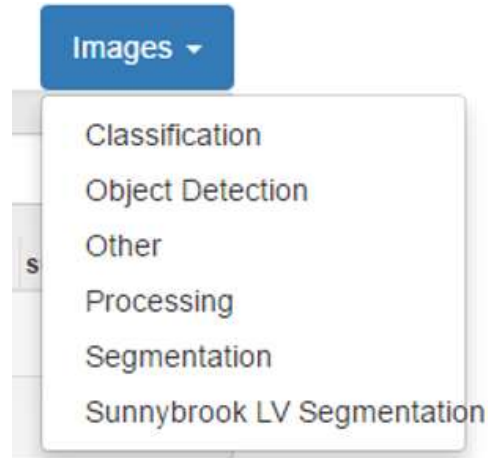 Images
Classification
Object Detection
Other
s
Processing
Segmentation
Sunnybrook LV Segmentation